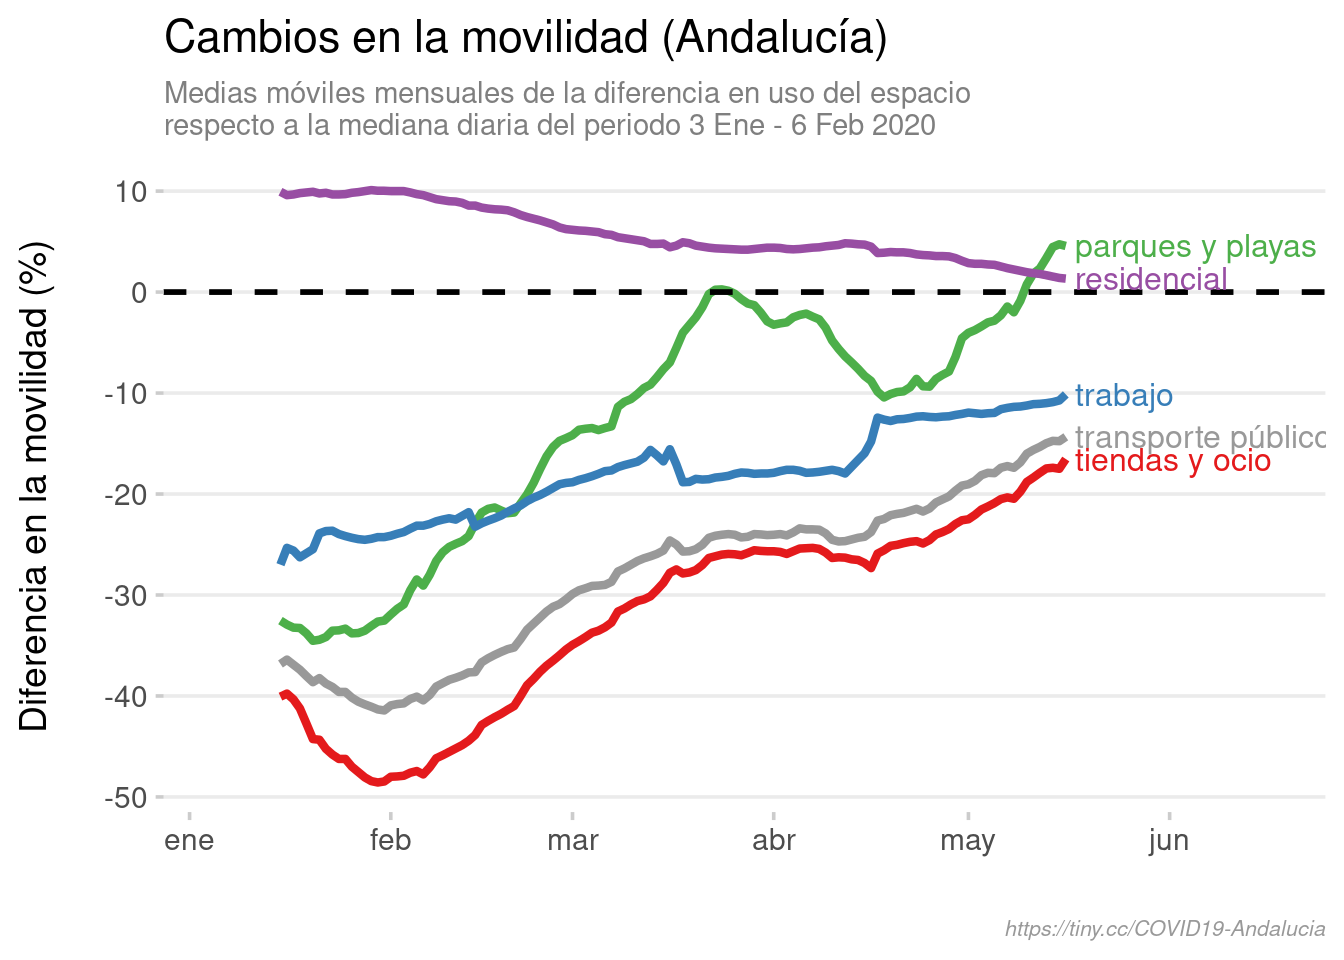 Cambios en la movilidad (Andalucía)
Medias móviles mensuales de la diferencia en uso del espacio
respecto a la mediana diaria del periodo 3 Ene - 6 Feb 2020
Diferencia en la movilidad (%)
10
0
-10
-20
-30
-40
-50
parques y playas
residencial
trabajo
transporte público
tiendas y ocio
ene
feb
mar
abr
may
jun
https://tiny.cc/COVID19-Andalucia